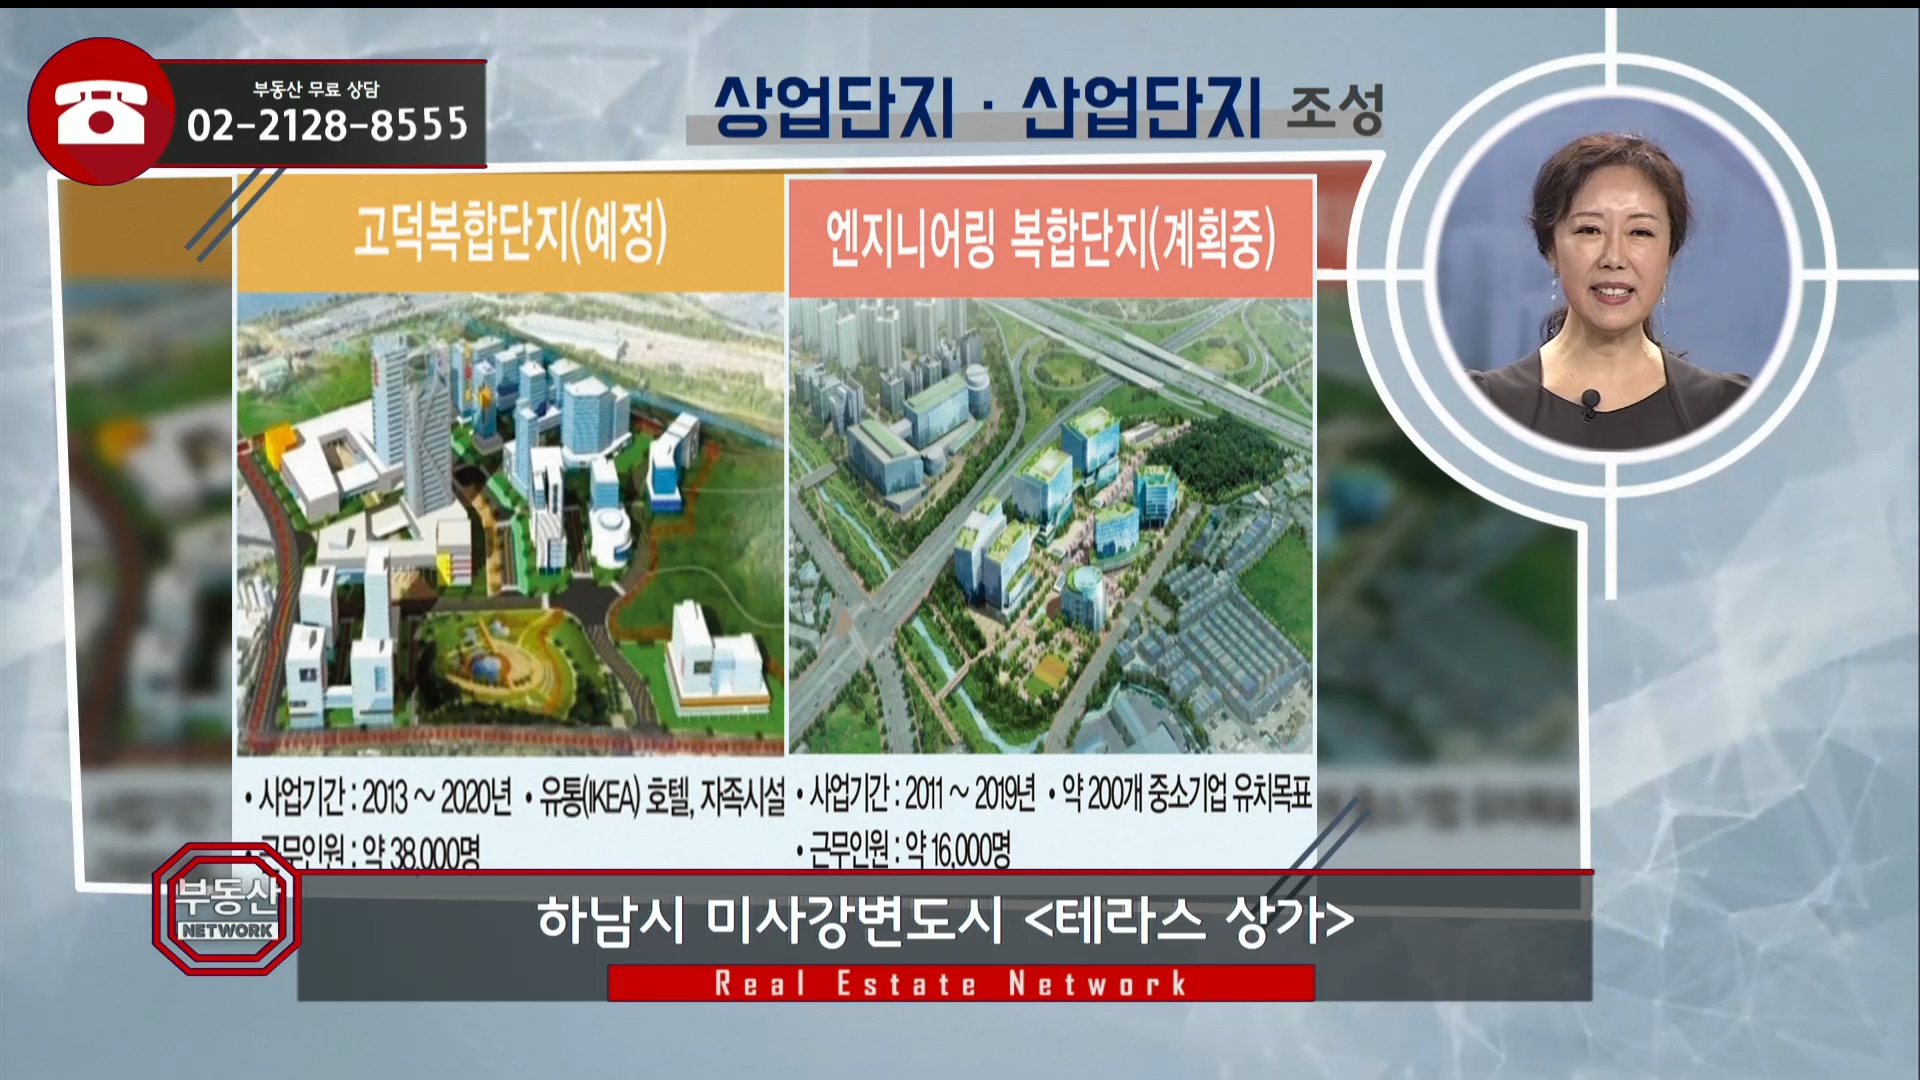 부동산 무료 상담
02-2128-8555
상업단지 · 산업단지 조성
고덕복합단지(예정)
• 사업기간 : 2013 ~ 2020년 • 유통(IKEA) 호텔, 자족시설
• 근무인원 : 약 38,000명
엔지니어링 복합단지(계획중)
• 사업기간 : 2011 ~ 2019년 • 약 200개 중소기업 유치목표
• 근무인원 : 약 16,000명
부동산
NETWORK
하남시 미사강변도시 <테라스 상가>
Real Estate Network